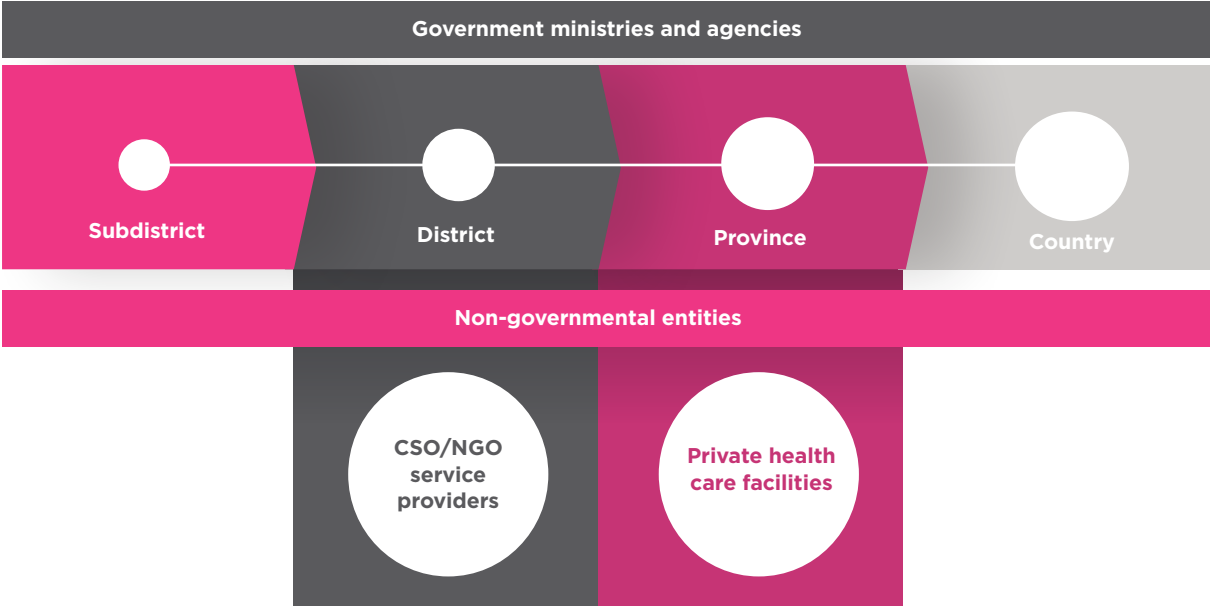 Government ministries and agencies
Subdistrict
District
Province
Country
Non-governmental entities
CSO/NGO
service
providers
Private health
care facilities